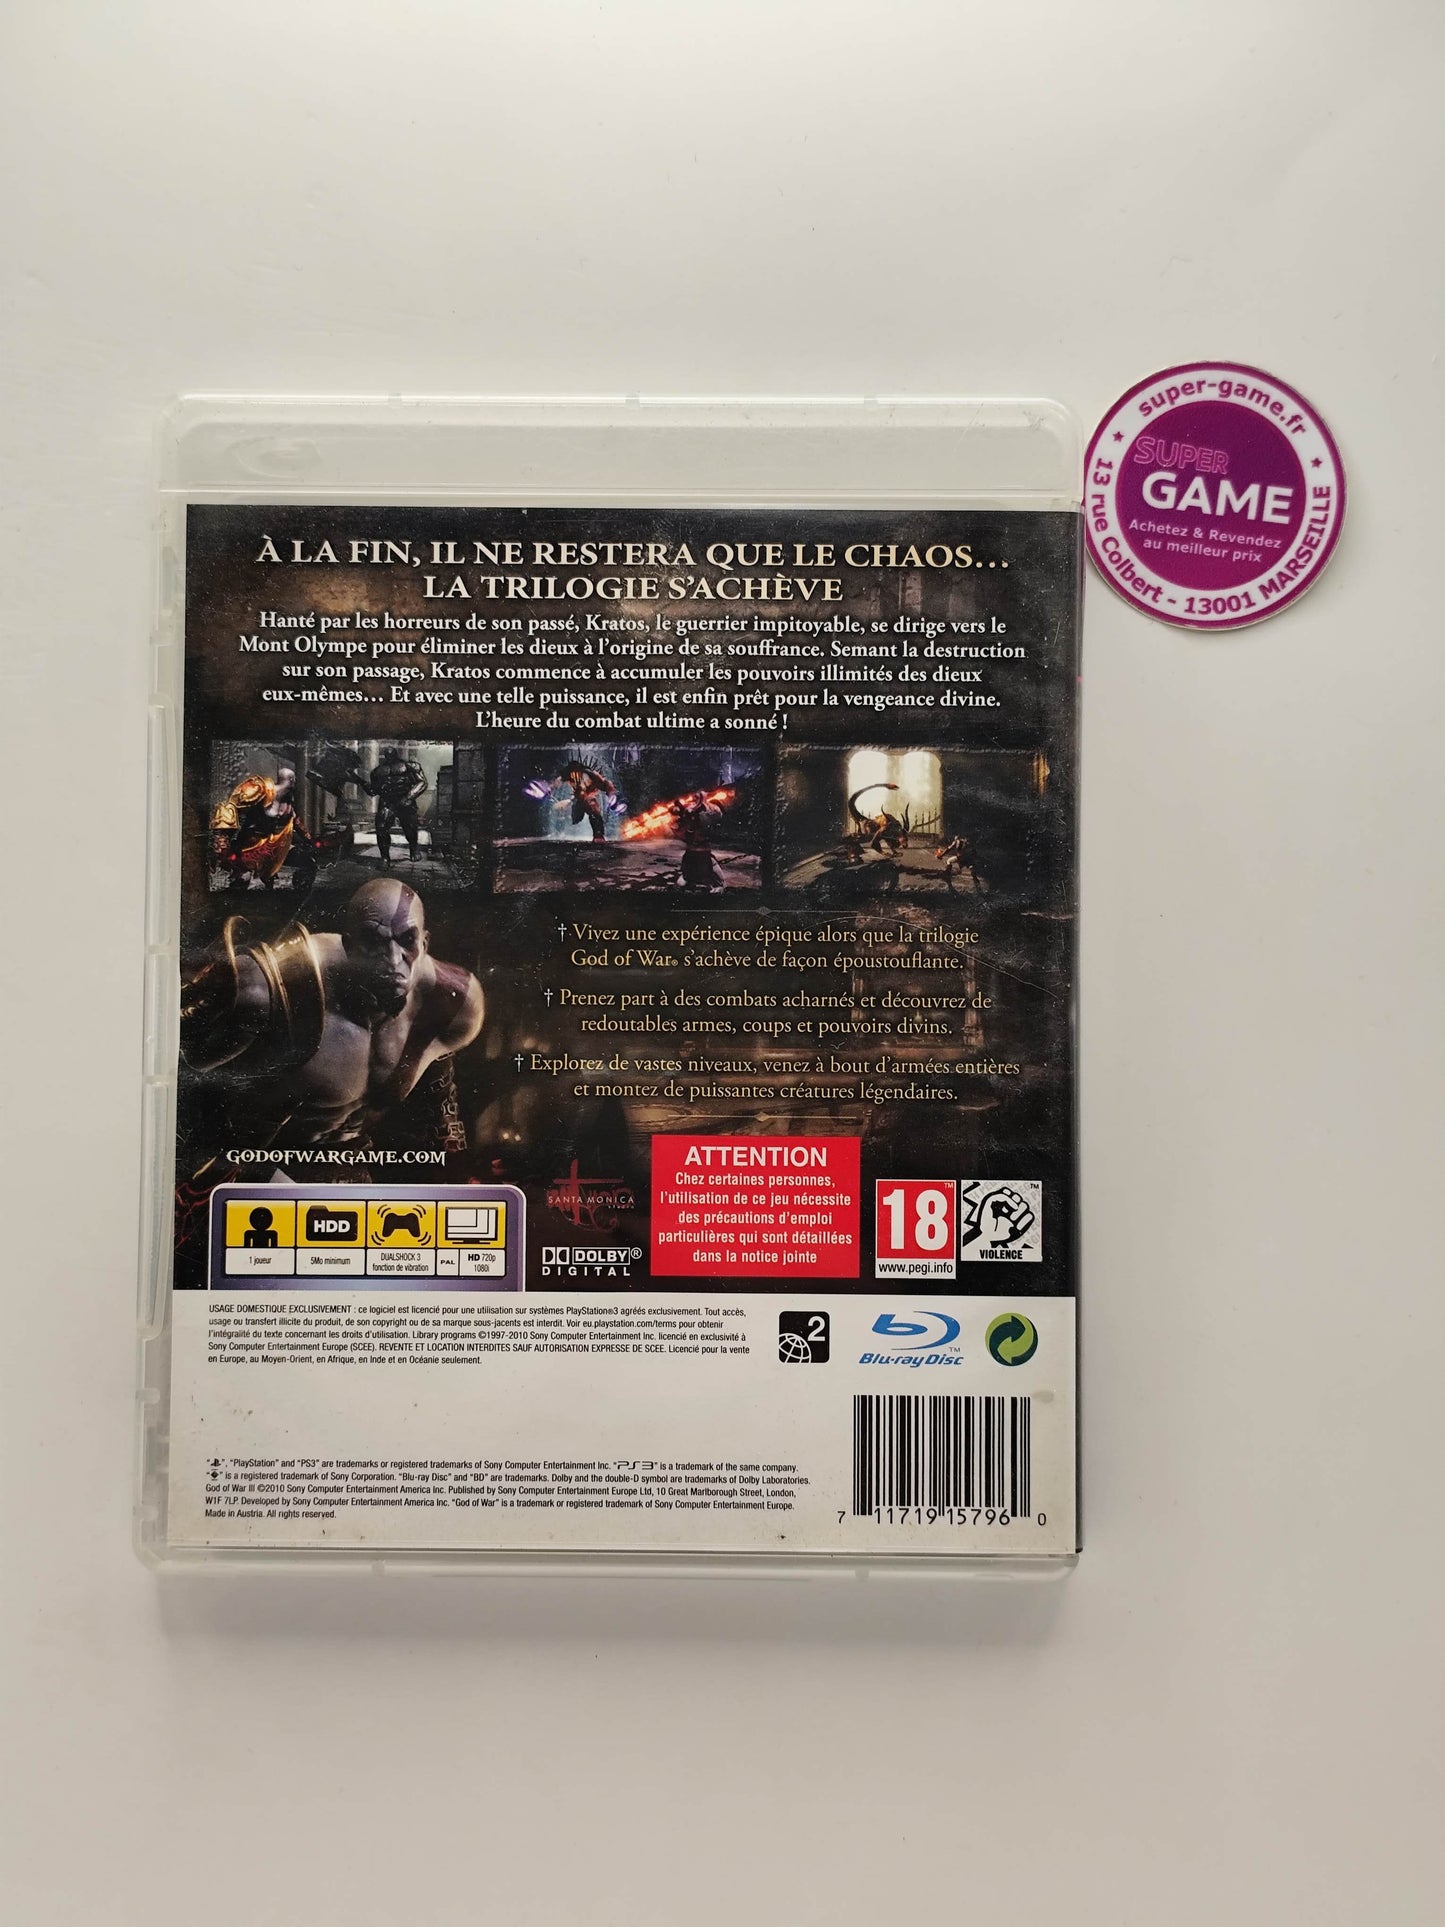 super-game.fr
SUPER
GAME
Achetez & Revendez
au meilleur prix
13 rue Colbert - 13001 MARSEILLE
À LA FIN, IL NE RESTERA QUE LE CHAOS...
LA TRILOGIE S'ACHÈVE
Hanté par les horreurs de son passé, Kratos, le guerrier impitoyable, se dirige vers le
Mont Olympe pour éliminer les dieux à l'origine de sa souffrance. Semant la destruction
sur son passage, Kratos commence à accumuler les pouvoirs illimités des dieux
eux-mêmes... Et avec une telle puissance, il est enfin prêt pour la vengeance divine.
L'heure du combat ultime a sonné !
† Vivez une expérience épique alors que la trilogie
God of War® s'achève de façon époustouflante.
† Prenez part à des combats acharnés et découvrez de
redoutables armes, coups et pouvoirs divins.
† Explorez de vastes niveaux, venez à bout d'armées entières
et montez de puissantes créatures légendaires.
GODOFWARGAME.COM
HDD
1 joueur
5Mo minimum
DUALSHOCK 3
fonction de vibration
PAL
HD 720p
1080i
SANTA MONICA
STUDIO
DOLBY®
DIGITAL
ATTENTION
Chez certaines personnes,
l'utilisation de ce jeu nécessite
des précautions d'emploi
particulières qui sont détaillées
dans la notice jointe
18™
www.pegi.info
™
VIOLENCE
USAGE DOMESTIQUE EXCLUSIVEMENT : ce logiciel est licencié pour une utilisation sur systèmes PlayStation®3 agréés exclusivement. Tout accès,
usage ou transfert illicite du produit, de son copyright ou de sa marque sous-jacents est interdit. Voir eu.playstation.com/terms pour obtenir
l'intégralité du texte concernant les droits d'utilisation. Library programs ©1997-2010 Sony Computer Entertainment Inc. licencié en exclusivité à
Sony Computer Entertainment Europe (SCEE). REVENTE ET LOCATION INTERDITES SAUF AUTORISATION EXPRESSE DE SCEE. Licencié pour la vente
en Europe, au Moyen-Orient, en Afrique, en Inde et en Océanie seulement.
2
™
Blu-ray Disc
" ", "PlayStation" and "PS3" are trademarks or registered trademarks of Sony Computer Entertainment Inc. "PS3" is a trademark of the same company.
" " is a registered trademark of Sony Corporation. "Blu-ray Disc" and "BD" are trademarks. Dolby and the double-D symbol are trademarks of Dolby Laboratories.
God of War III ©2010 Sony Computer Entertainment America Inc. Published by Sony Computer Entertainment Europe Ltd, 10 Great Marlborough Street, London,
W1F 7LP. Developed by Sony Computer Entertainment America Inc. "God of War" is a trademark or registered trademark of Sony Computer Entertainment Europe.
Made in Austria. All rights reserved.
7 11719 15796 0